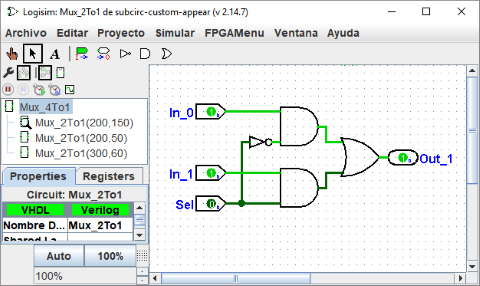 Logisim: Mux_2To1 de subcirc-custom-appear (v 2.14.7)
Archivo Editar Proyecto Simular FPGAMenu Ventana Ayuda
A
Mux_4To1
Mux_2To1(200,150)
Mux_2To1(200,50)
Mux_2To1(300,60)
Properties Registers
Circuit: Mux_2To1
VHDL Verilog
Nombre D... Mux_2To1
Shared La...
Auto 100%
100%
In_0 1
In_1 1
Sel 0
1 Out_1